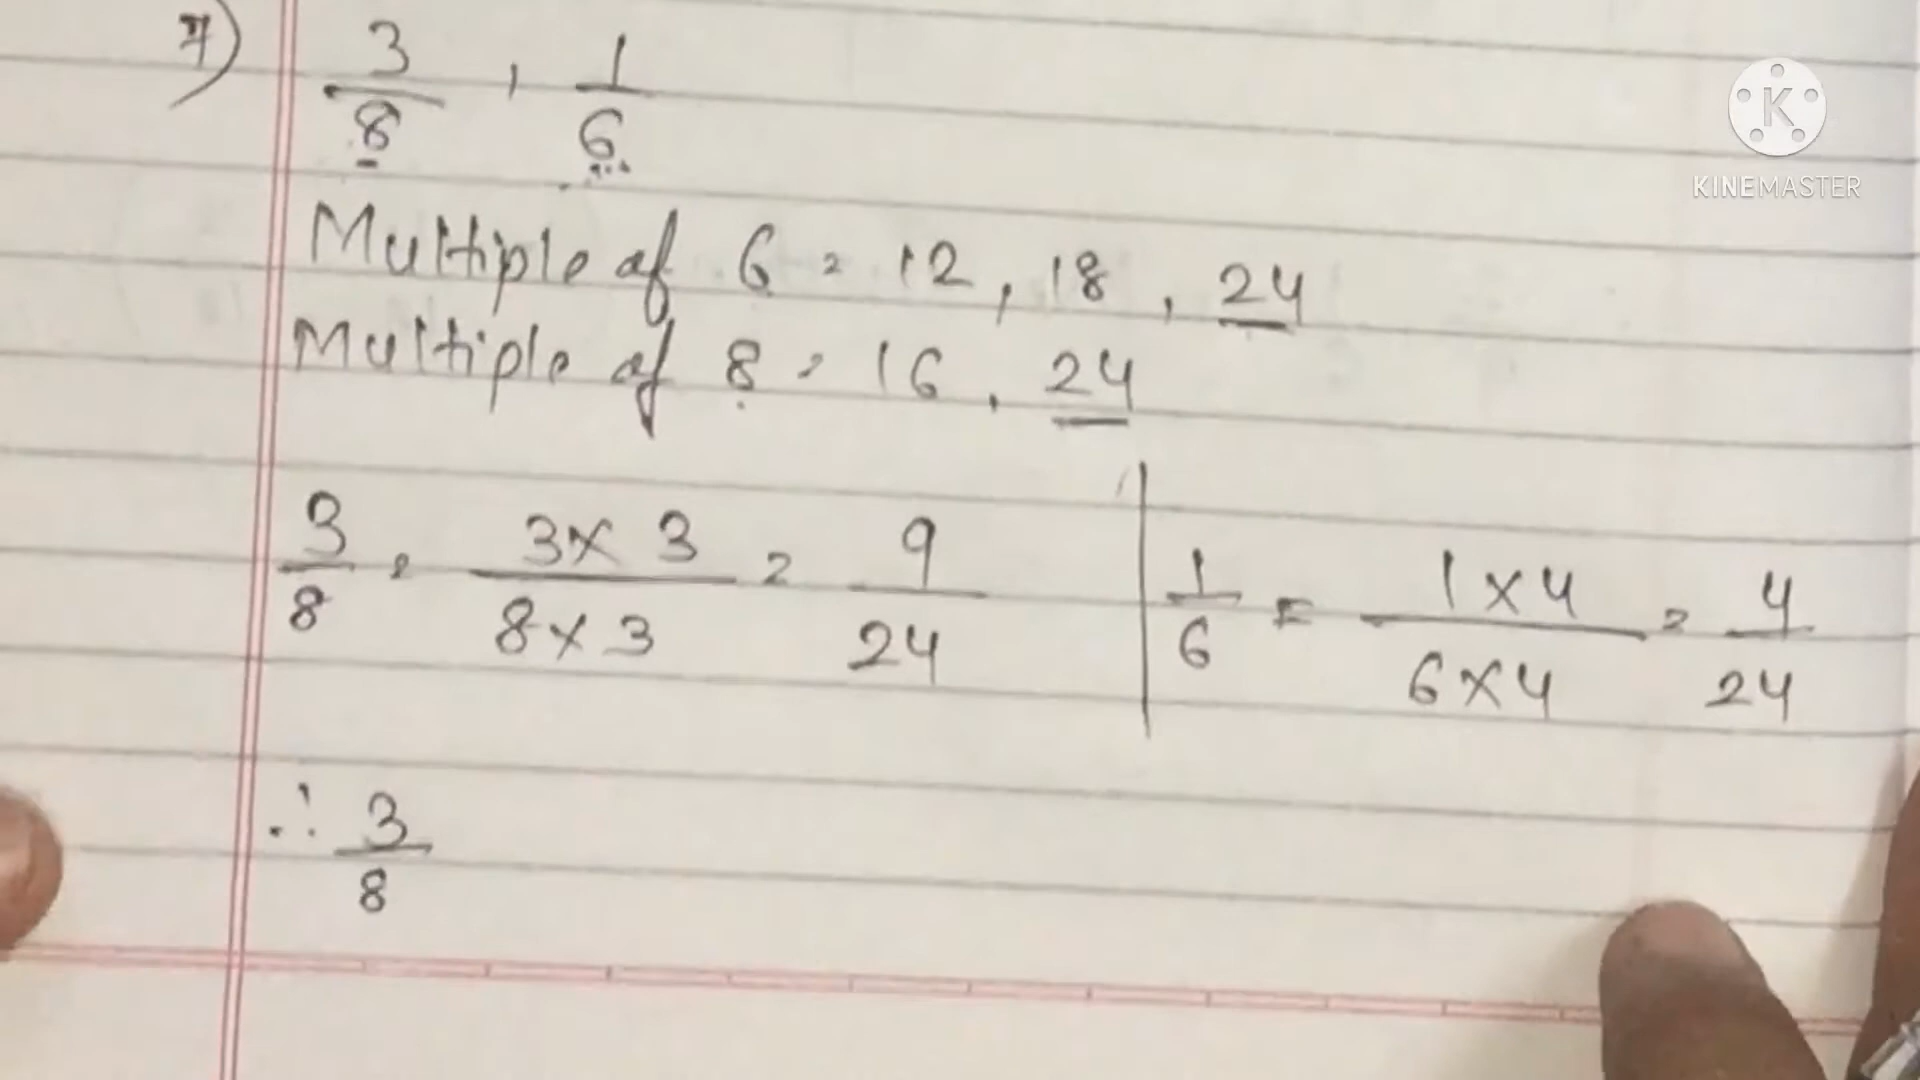 7) 3/8 , 1/6
Multiple of 6 = 12, 18, 24
Multiple of 8 = 16, 24
3/8 = 3×3/8×3 = 9/24 | 1/6 = 1×4/6×4 = 4/24
∴ 3/8
KINEMASTER